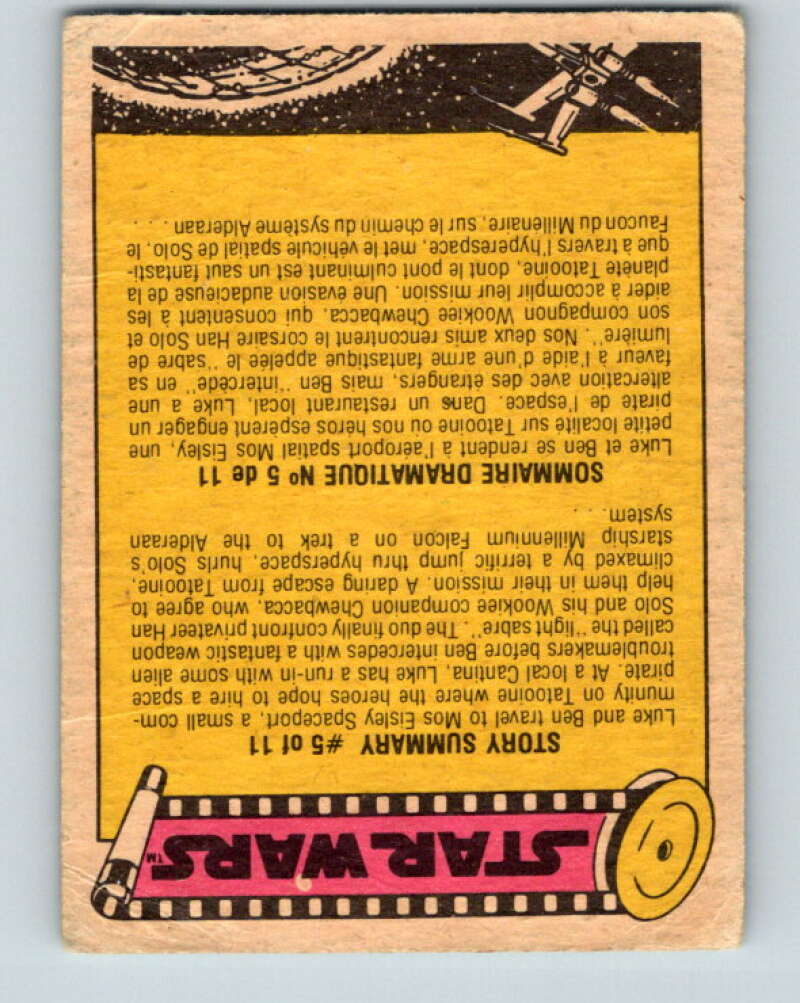 STAR WARS™
STORY SUMMARY #5 of 11
Luke and Ben travel to Mos Eisley Spaceport, a small com-
munity on Tatooine where the heroes hope to hire a space
pirate. At a local Cantina, Luke has a run-in with some alien
troublemakers before Ben intercedes with a fantastic weapon
called the "light sabre". The duo finally confront privateer Han
Solo and his Wookiee companion Chewbacca, who agree to
help them in their mission. A daring escape from Tatooine,
climaxed by a terrific jump thru hyperspace, hurls Solo's
starship Millennium Falcon on a trek to the Alderaan
system. . . .
SOMMAIRE DRAMATIQUE Nº 5 de 11
Luke et Ben se rendent à l'aéroport spatial Mos Eisley, une
petite localité sur Tatooine ou nos héros espèrent engager un
pirate de l'espace. Dans un restaurant local, Luke a une
altercation avec des étrangers, mais Ben "intercède" en sa
faveur à l'aide d'une arme fantastique appelée le "sabre de
lumière". Nos deux amis rencontrent le corsaire Han Solo et
son compagnon Wookiee Chewbacca, qui consentent à les
aider à accomplir leur mission. Une évasion audacieuse de la
planète Tatooine, dont le pont culminant est un saut fantasti-
que à travers l'hyperespace, met le véhicule spatial de Solo, le
Faucon du Millénaire, sur le chemin du système Alderaan . . . .